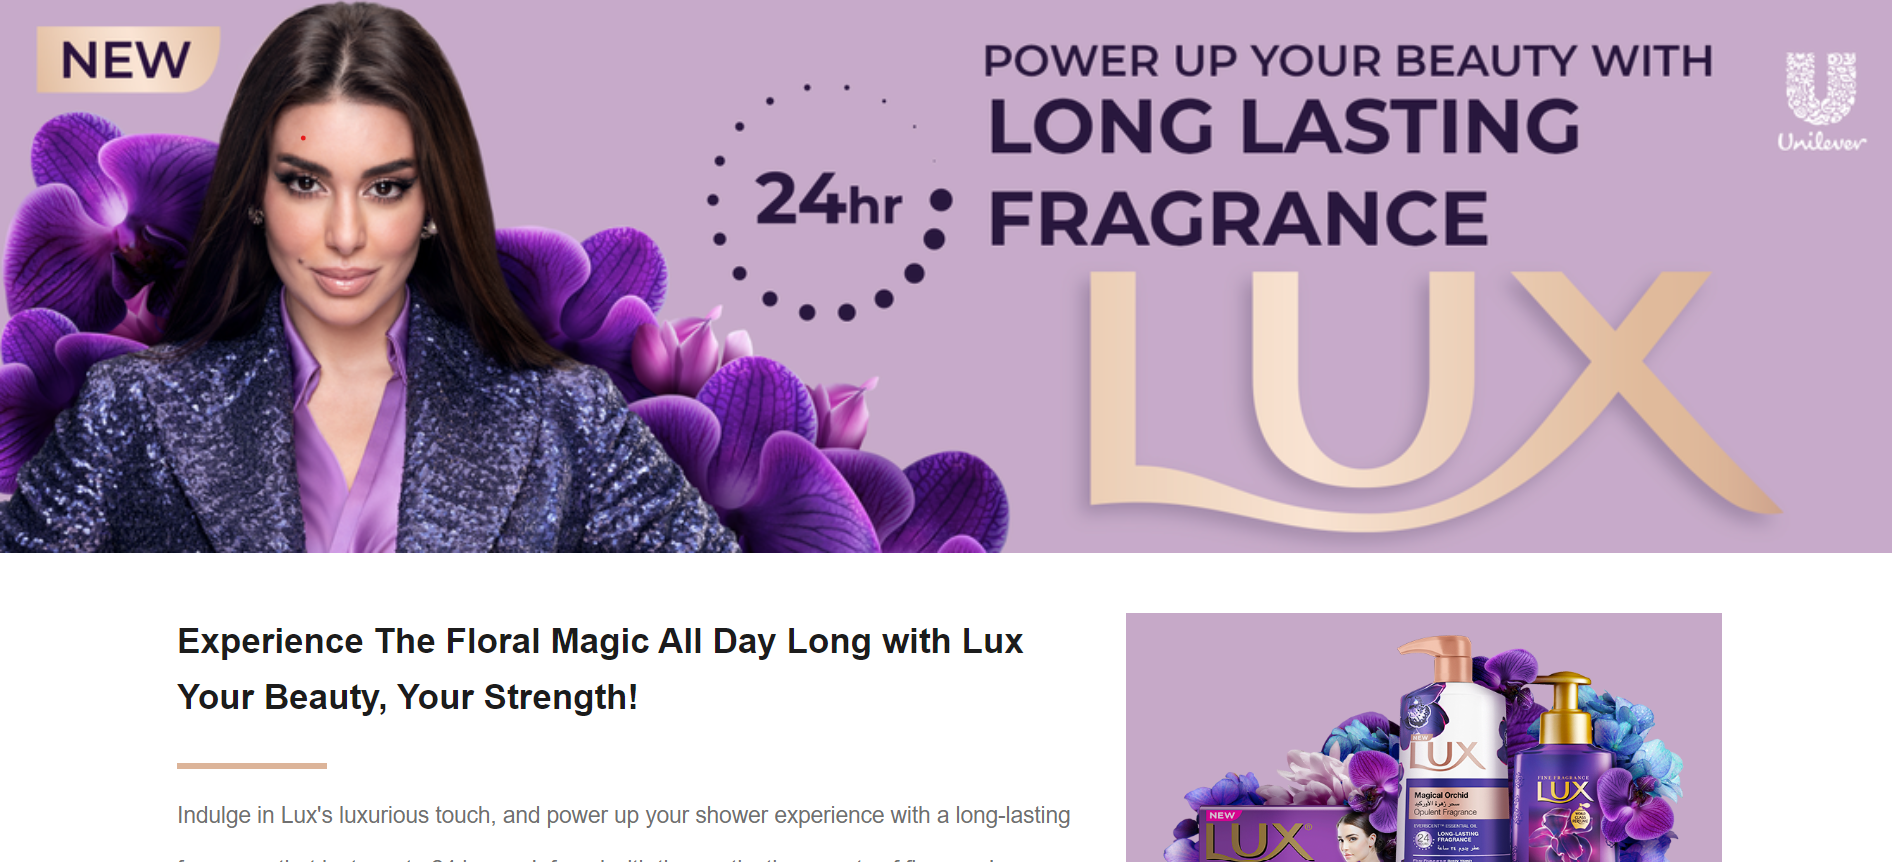 NEW
POWER UP YOUR BEAUTY WITH
LONG LASTING
FRAGRANCE
24hr
LUX
Unilever
Experience The Floral Magic All Day Long with Lux
Your Beauty, Your Strength!
Indulge in Lux's luxurious touch, and power up your shower experience with a long-lasting
NEW
LUX
Magical Orchid
سحر زهرة الأوركيد
Opulent Fragrance
24
LONG-LASTING
FRAGRANCE
FINE FRAGRANCE
LUX
NEW
LUX